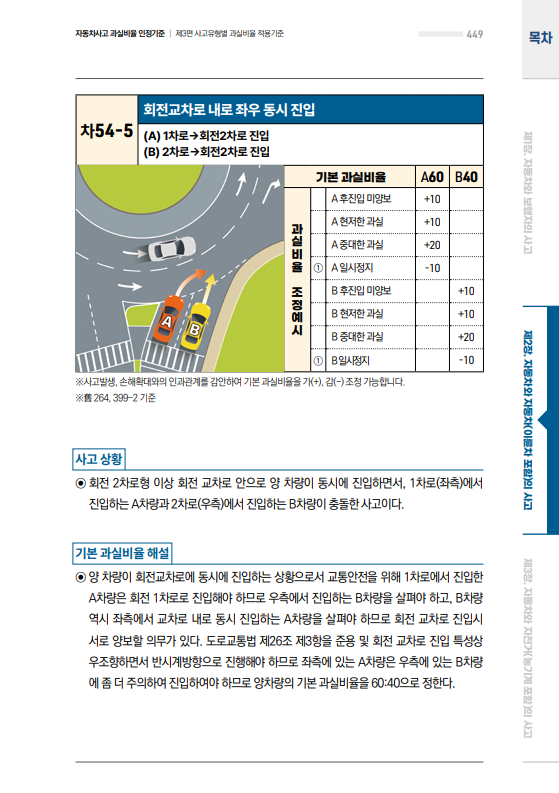 자동차사고 과실비율 인정기준 | 제3편 사고유형별 과실비율 적용기준
449
목차
차54-5
회전교차로 내로 좌우 동시 진입
(A) 1차로→회전2차로 진입
(B) 2차로→회전2차로 진입
기본 과실비율 A60 B40
과실비율 조정예시
A 후진입 미양보 +10
A 현저한 과실 +10
A 중대한 과실 +20
① A 일시정지 -10
B 후진입 미양보 +10
B 현저한 과실 +10
B 중대한 과실 +20
① B 일시정지 -10
A
B
※사고발생, 손해확대와의 인과관계를 감안하여 기본 과실비율을 가(+), 감(-) 조정 가능합니다.
※舊 264, 399-2 기준
사고 상황
◉ 회전 2차로형 이상 회전 교차로 안으로 양 차량이 동시에 진입하면서, 1차로(좌측)에서
진입하는 A차량과 2차로(우측)에서 진입하는 B차량이 충돌한 사고이다.
기본 과실비율 해설
◉ 양 차량이 회전교차로에 동시에 진입하는 상황으로서 교통안전을 위해 1차로에서 진입한
A차량은 회전 1차로로 진입해야 하므로 우측에서 진입하는 B차량을 살펴야 하고, B차량
역시 좌측에서 교차로 내로 동시 진입하는 A차량을 살펴야 하므로 회전 교차로 진입시
서로 양보할 의무가 있다. 도로교통법 제26조 제3항을 준용 및 회전 교차로 진입 특성상
우조향하면서 반시계방향으로 진행해야 하므로 좌측에 있는 A차량은 우측에 있는 B차량
에 좀 더 주의하여 진입하여야 하므로 양차량의 기본 과실비율을 60:40으로 정한다.
제1장. 자동차와 보행자의 사고
제2장. 자동차와 자동차(이륜차 포함)의 사고
제3장. 자동차와 자전거(농기계 포함)의 사고